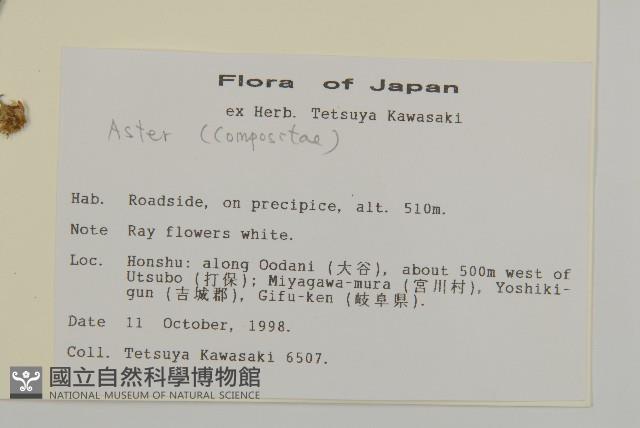 Flora of Japan
ex Herb. Tetsuya Kawasaki
Aster (Compositae)
Hab. Roadside, on precipice, alt. 510m.
Note Ray flowers white.
Loc. Honshu: along Oodani (大谷), about 500m west of
Utsubo (打保); Miyagawa-mura (宮川村), Yoshiki-
gun (吉城郡), Gifu-ken (岐阜県).
Date 11 October, 1998.
Coll. Tetsuya Kawasaki 6507.
國立自然科學博物館
NATIONAL MUSEUM OF NATURAL SCIENCE